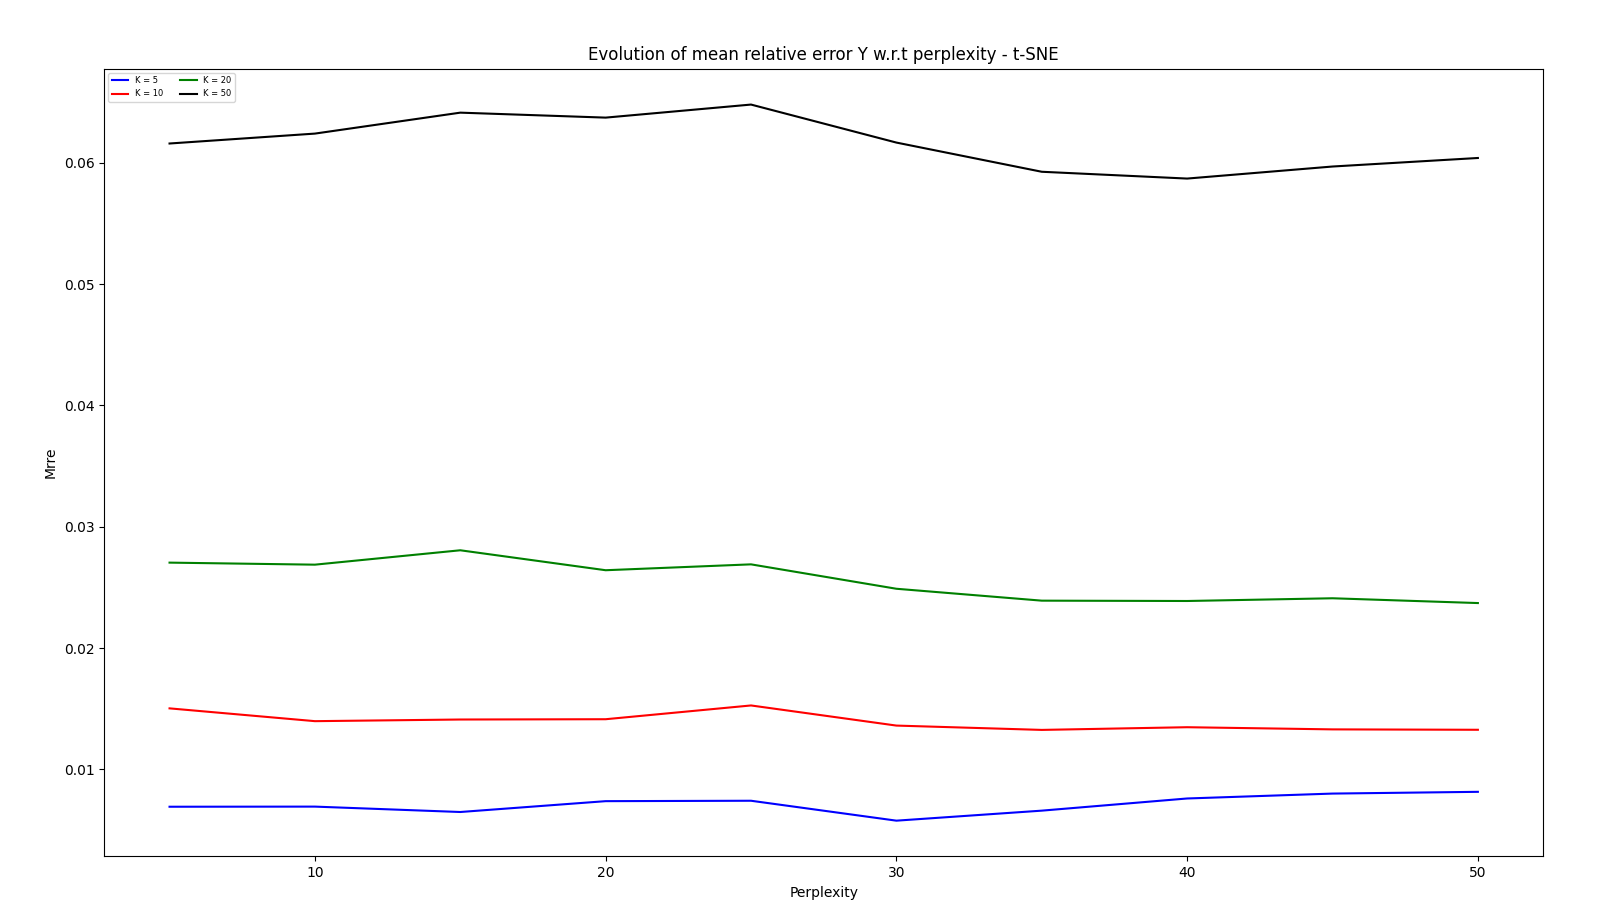 Evolution of mean relative error Y w.r.t perplexity - t-SNE
K = 5
K = 10
K = 20
K = 50
0.06
0.05
0.04
0.03
0.02
0.01
Mrre
10 20 30 40 50
Perplexity